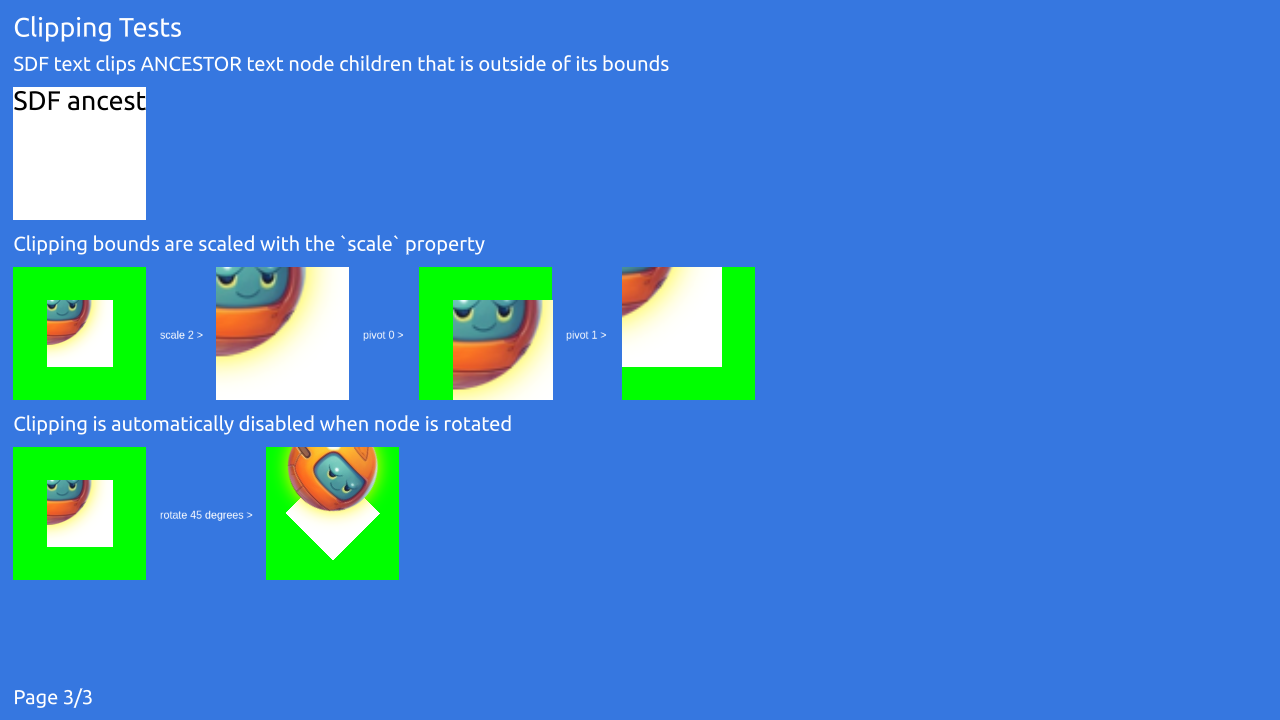 Clipping Tests
SDF text clips ANCESTOR text node children that is outside of its bounds
SDF ancest
Clipping bounds are scaled with the `scale` property
scale 2 >
pivot 0 >
pivot 1 >
Clipping is automatically disabled when node is rotated
rotate 45 degrees >
Page 3/3